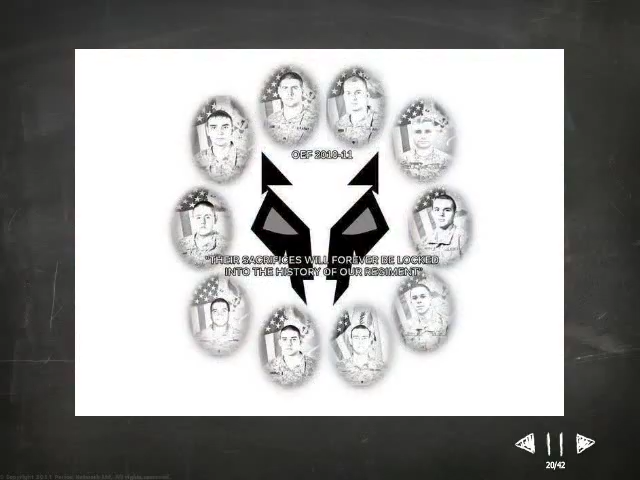 OEF 2010-11
"THEIR SACRIFICES WILL FOREVER BE LOCKED
INTO THE HISTORY OF OUR REGIMENT"
20/42